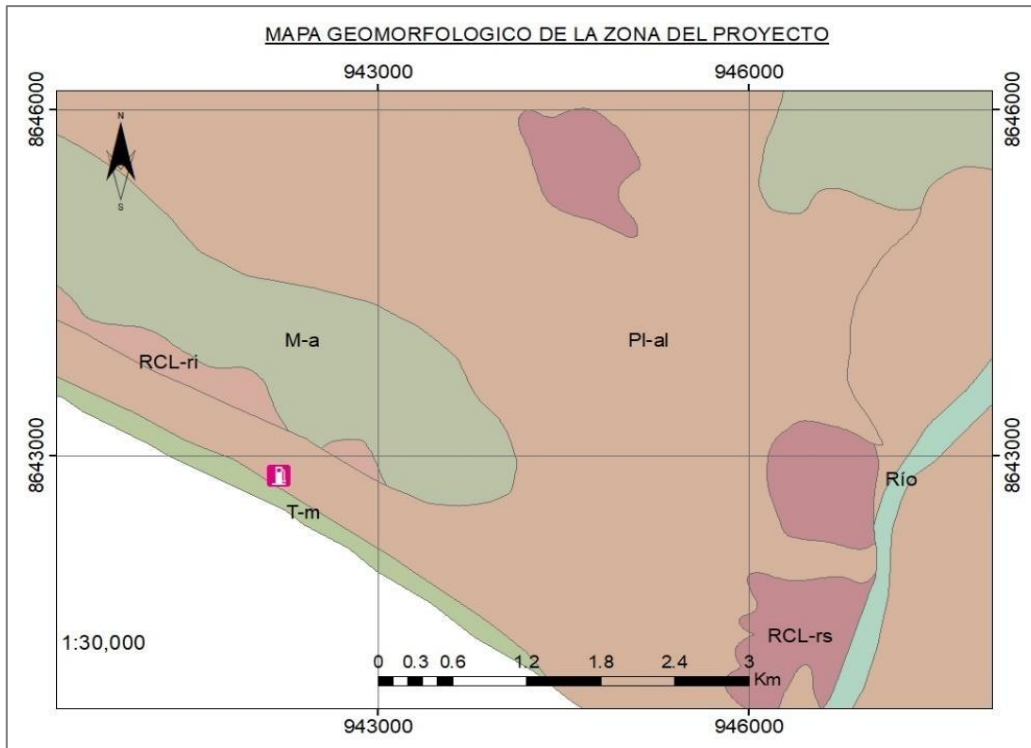 MAPA GEOMORFOLOGICO DE LA ZONA DEL PROYECTO
943000 946000
8646000 8646000
N
S
M-a Pl-al
RCL-ri
8643000 8643000
Río
T-m
1:30,000
RCL-rs
0 0.3 0.6 1.2 1.8 2.4 3
Km
943000 946000